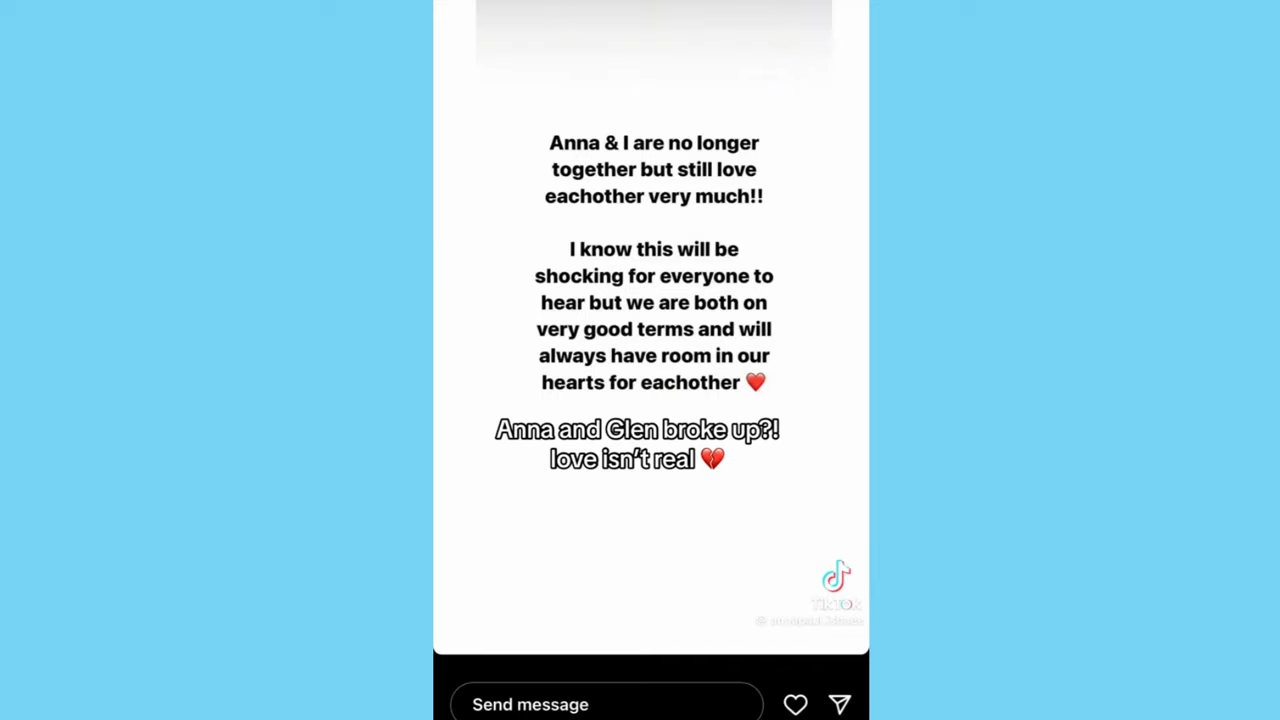 Anna & I are no longer
together but still love
eachother very much!!
I know this will be
shocking for everyone to
hear but we are both on
very good terms and will
always have room in our
hearts for eachother ❤️
Anna and Glen broke up?!
love isn't real 💔
TikTok
Send message